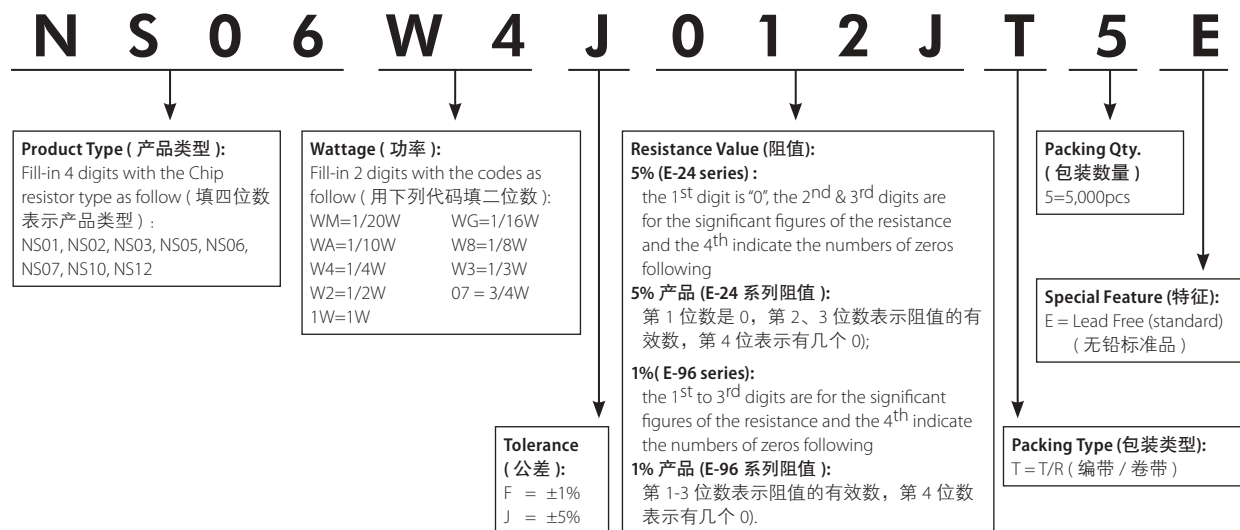 N S 0 6 W 4 J 0 1 2 J T 5 E
Product Type ( 产品类型 ):
Fill-in 4 digits with the Chip
resistor type as follow ( 填四位数
表示产品类型 ) :
NS01, NS02, NS03, NS05, NS06,
NS07, NS10, NS12
Wattage ( 功率 ):
Fill-in 2 digits with the codes as
follow ( 用下列代码填二位数 ):
WM=1/20W WG=1/16W
WA=1/10W W8=1/8W
W4=1/4W W3=1/3W
W2=1/2W 07 = 3/4W
1W=1W
Tolerance
( 公差 ):
F = ±1%
J = ±5%
Resistance Value (阻值):
5% (E-24 series) :
the 1st digit is “0”, the 2nd & 3rd digits are
for the significant figures of the resistance
and the 4th indicate the numbers of zeros
following
5% 产品 (E-24 系列阻值 ):
第 1 位数是 0，第 2、3 位数表示阻值的有
效数，第 4 位表示有几个 0);
1%( E-96 series):
the 1st to 3rd digits are for the significant
figures of the resistance and the 4th indicate
the numbers of zeros following
1% 产品 (E-96 系列阻值 ):
第 1-3 位数表示阻值的有效数，第 4 位数
表示有几个 0).
Packing Type (包装类型):
T = T/R ( 编带 / 卷带 )
Packing Qty.
( 包装数量 )
5=5,000pcs
Special Feature (特征):
E = Lead Free (standard)
( 无铅标准品 )